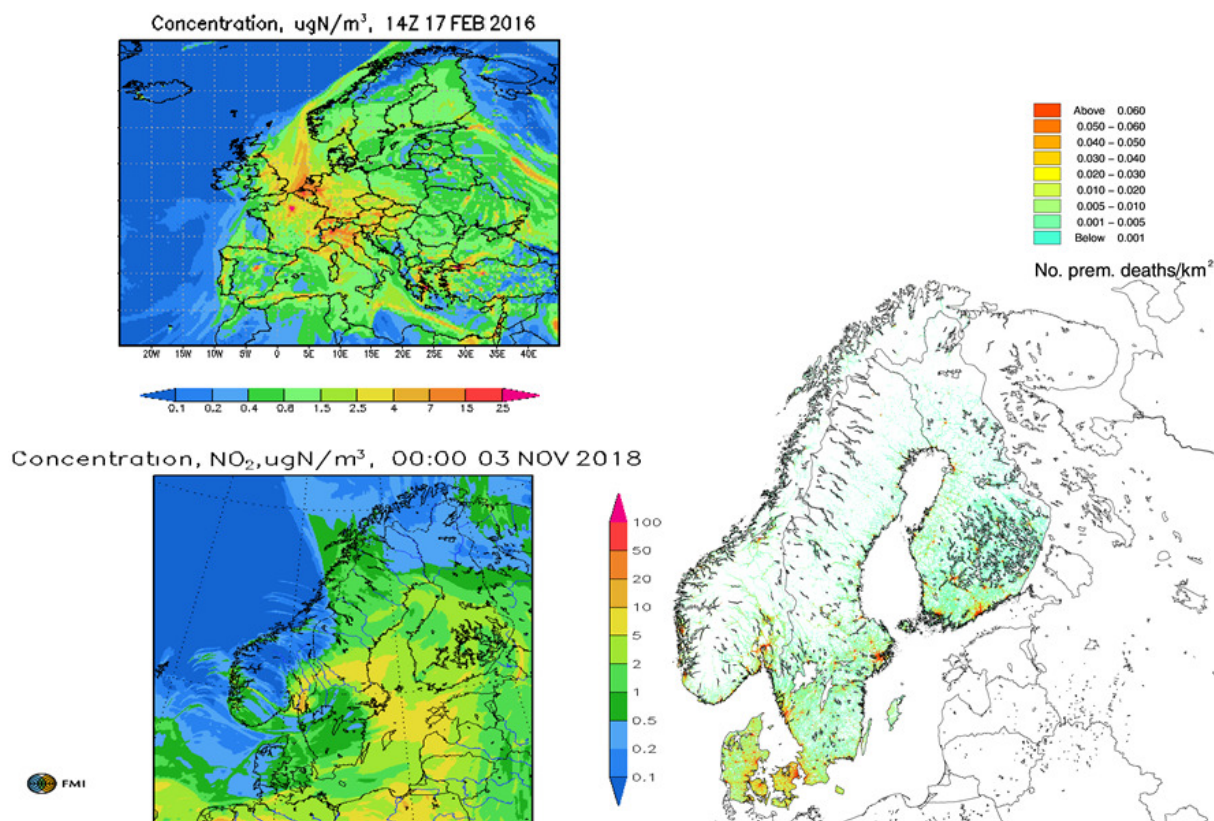 Concentration, ugN/m³, 14Z 17 FEB 2016
20W 15W 10W 5W 0 5E 10E 15E 20E 25E 30E 35E 40E
0.1 0.2 0.4 0.8 1.5 2.5 4 7 15 25
Concentration, NO₂,ugN/m³, 00:00 03 NOV 2018
100
50
20
10
5
2
1
0.5
0.2
0.1
FMI
Above 0.060
0.050 – 0.060
0.040 – 0.050
0.030 – 0.040
0.020 – 0.030
0.010 – 0.020
0.005 – 0.010
0.001 – 0.005
Below 0.001
No. prem. deaths/km²